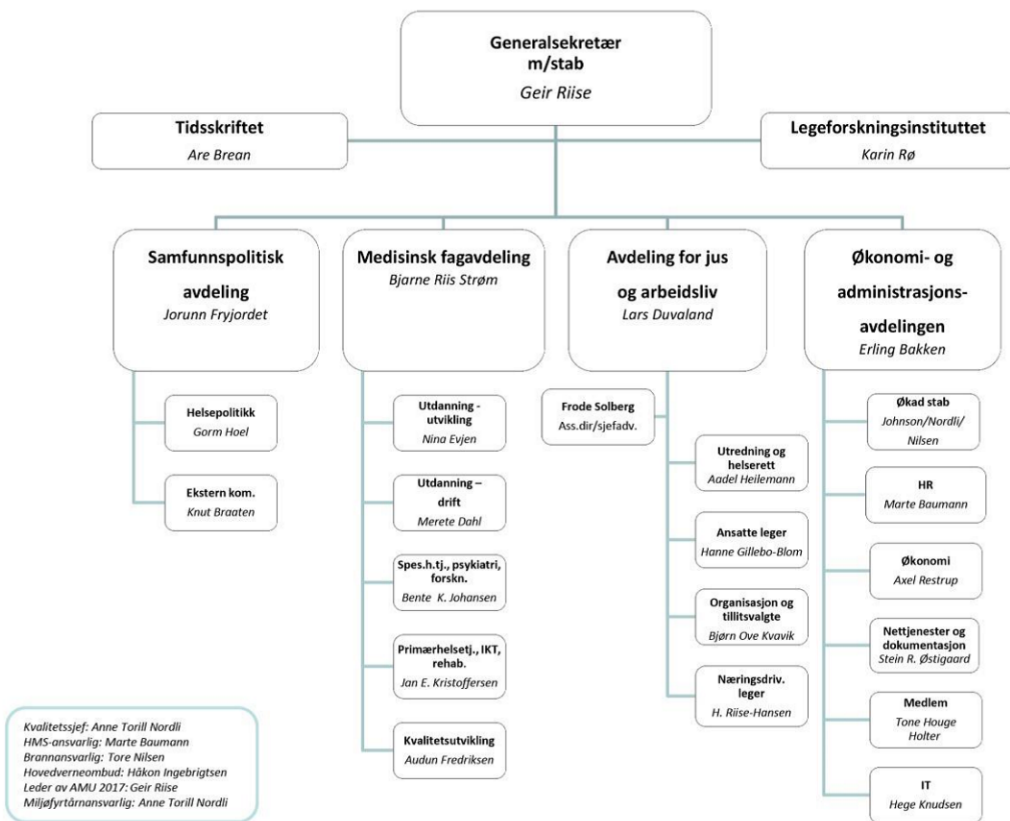 Generalsekretær
m/stab
Geir Riise
Tidsskriftet
Are Brean
Legeforskningsinstituttet
Karin Rø
Samfunnspolitisk
avdeling
Jorunn Fryjordet
Medisinsk fagavdeling
Bjarne Riis Strøm
Avdeling for jus
og arbeidsliv
Lars Duvaland
Økonomi- og
administrasjons-
avdelingen
Erling Bakken
Helsepolitikk
Gorm Hoel
Ekstern kom.
Knut Braaten
Utdanning -
utvikling
Nina Evjen
Utdanning –
drift
Merete Dahl
Spes.h.tj., psykiatri,
forskn.
Bente K. Johansen
Primærhelsetj., IKT,
rehab.
Jan E. Kristoffersen
Kvalitetsutvikling
Audun Fredriksen
Frode Solberg
Ass.dir/sjefadv.
Utredning og
helserett
Aadel Heilemann
Ansatte leger
Hanne Gillebo-Blom
Organisasjon og
tillitsvalgte
Bjørn Ove Kvavik
Næringsdriv.
leger
H. Riise-Hansen
Økad stab
Johnson/Nordli/
Nilsen
HR
Marte Baumann
Økonomi
Axel Restrup
Nettjenester og
dokumentasjon
Stein R. Østigaard
Medlem
Tone Houge
Holter
IT
Hege Knudsen
Kvalitetssjef: Anne Torill Nordli
HMS-ansvarlig: Marte Baumann
Brannansvarlig: Tore Nilsen
Hovedverneombud: Håkon Ingebrigtsen
Leder av AMU 2017: Geir Riise
Miljøfyrtårnansvarlig: Anne Torill Nordli